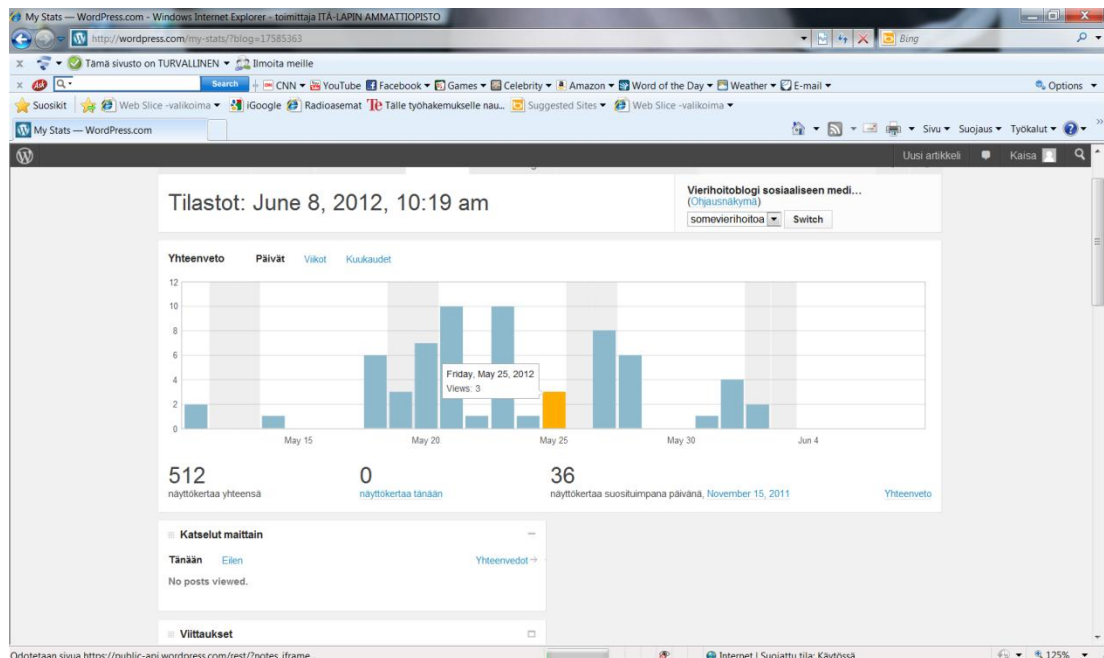 My Stats — WordPress.com - Windows Internet Explorer - toimittaja ITÄ-LAPIN AMMATTIOPISTO
http://wordpress.com/my-stats/?blog=17585363
Bing
x Tämä sivusto on TURVALLINEN Ilmoita meille
x Search CNN YouTube Facebook Games Celebrity Amazon Word of the Day Weather E-mail Options
Suosikit Web Slice -valikoima iGoogle Radioasemat Tälle työhakemukselle nau... Suggested Sites Web Slice -valikoima
My Stats — WordPress.com Sivu Suojaus Työkalut
Uusi artikkeli Kaisa
Tilastot: June 8, 2012, 10:19 am
Vierihoitoblogi sosiaaliseen medi...
(Ohjausnäkymä)
somevierihoitoa Switch
Yhteenveto Päivät Viikot Kuukaudet
12
10
8
6
4
2
0
Friday, May 25, 2012
Views: 3
May 15 May 20 May 25 May 30 Jun 4
512 0 36
näyttökertaa yhteensä näyttökertaa tänään näyttökertaa suosituimpana päivänä, November 15, 2011 Yhteenveto
Katselut maittain
Tänään Eilen Yhteenvedot→
No posts viewed.
Viittaukset
Odotetaan sivua https://public-api.wordpress.com/rest/?notes_iframe Internet | Suojattu tila: Käytössä 125%